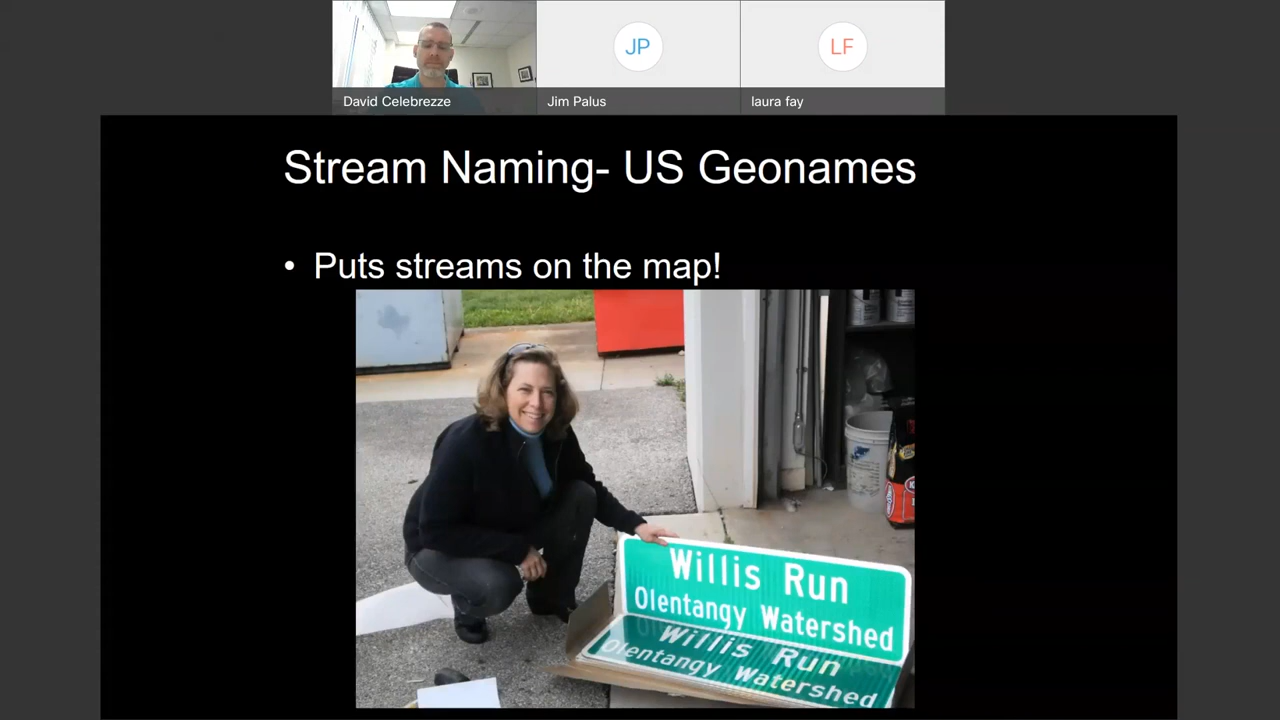 David Celebrezze
JP
Jim Palus
LF
laura fay
Stream Naming- US Geonames
• Puts streams on the map!
Willis Run
Olentangy Watershed
Willis Run
Olentangy Watershed